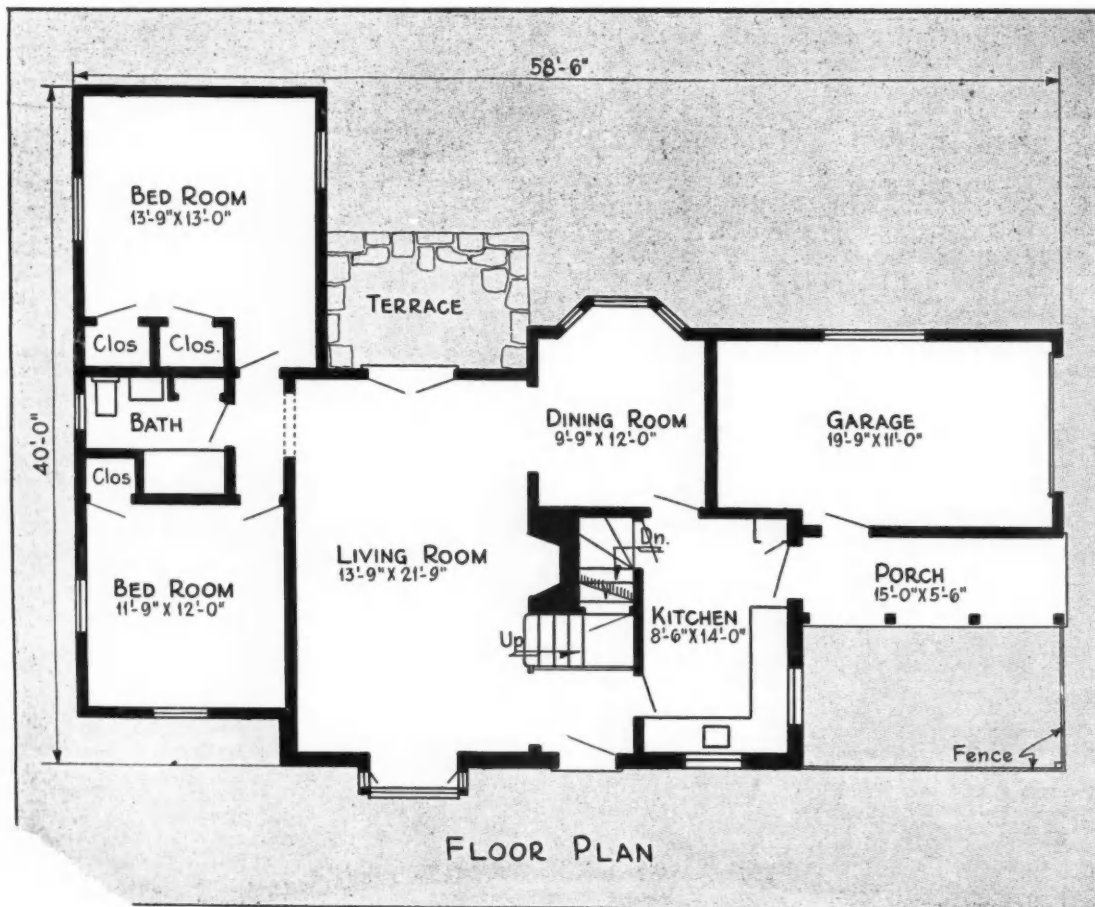 58'-6"
BED ROOM
13'-9" X 13'-0"
TERRACE
Clos
Clos.
BATH
DINING ROOM
9'-9" X 12'-0"
GARAGE
19'-9" X 11'-0"
40'-0"
Clos
Dn.
LIVING ROOM
13'-9" X 21'-9"
BED ROOM
11'-9" X 12'-0"
PORCH
15'-0" X 5'-6"
KITCHEN
8'-6" X 14'-0"
Up
Fence
FLOOR PLAN